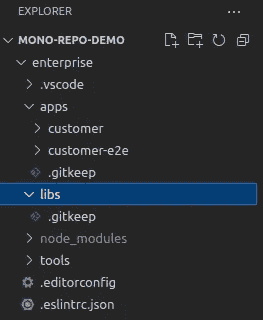 EXPLORER
MONO-REPO-DEMO
enterprise
.vscode
apps
customer
customer-e2e
.gitkeep
libs
.gitkeep
node_modules
tools
.editorconfig
.eslintrc.json